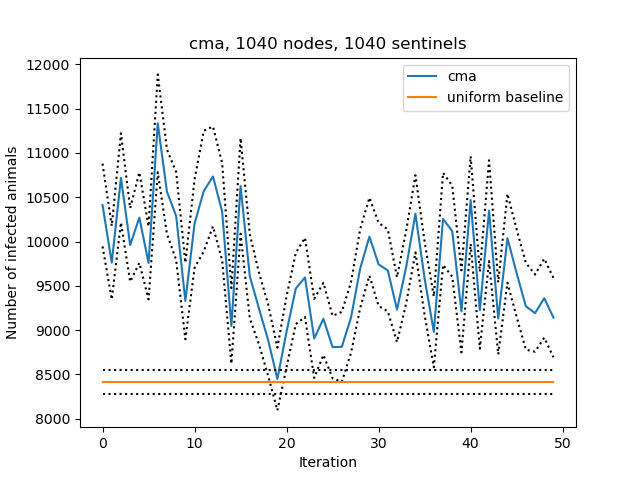 cma, 1040 nodes, 1040 sentinels
cma
uniform baseline
Number of infected animals
12000
11500
11000
10500
10000
9500
9000
8500
8000
0 10 20 30 40 50
Iteration